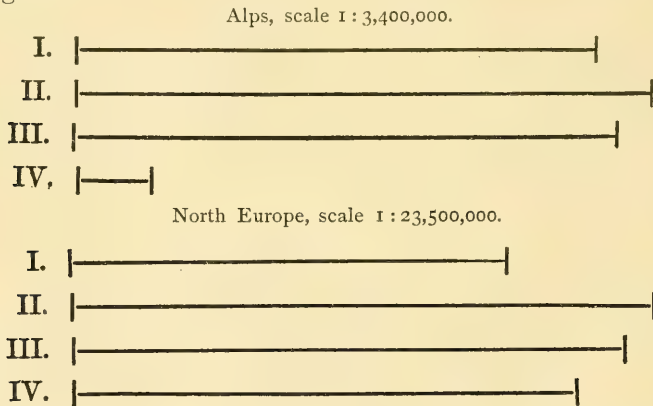 Alps, scale 1 : 3,400,000.
I.
II.
III.
IV.
North Europe, scale 1 : 23,500,000.
I.
II.
III.
IV.